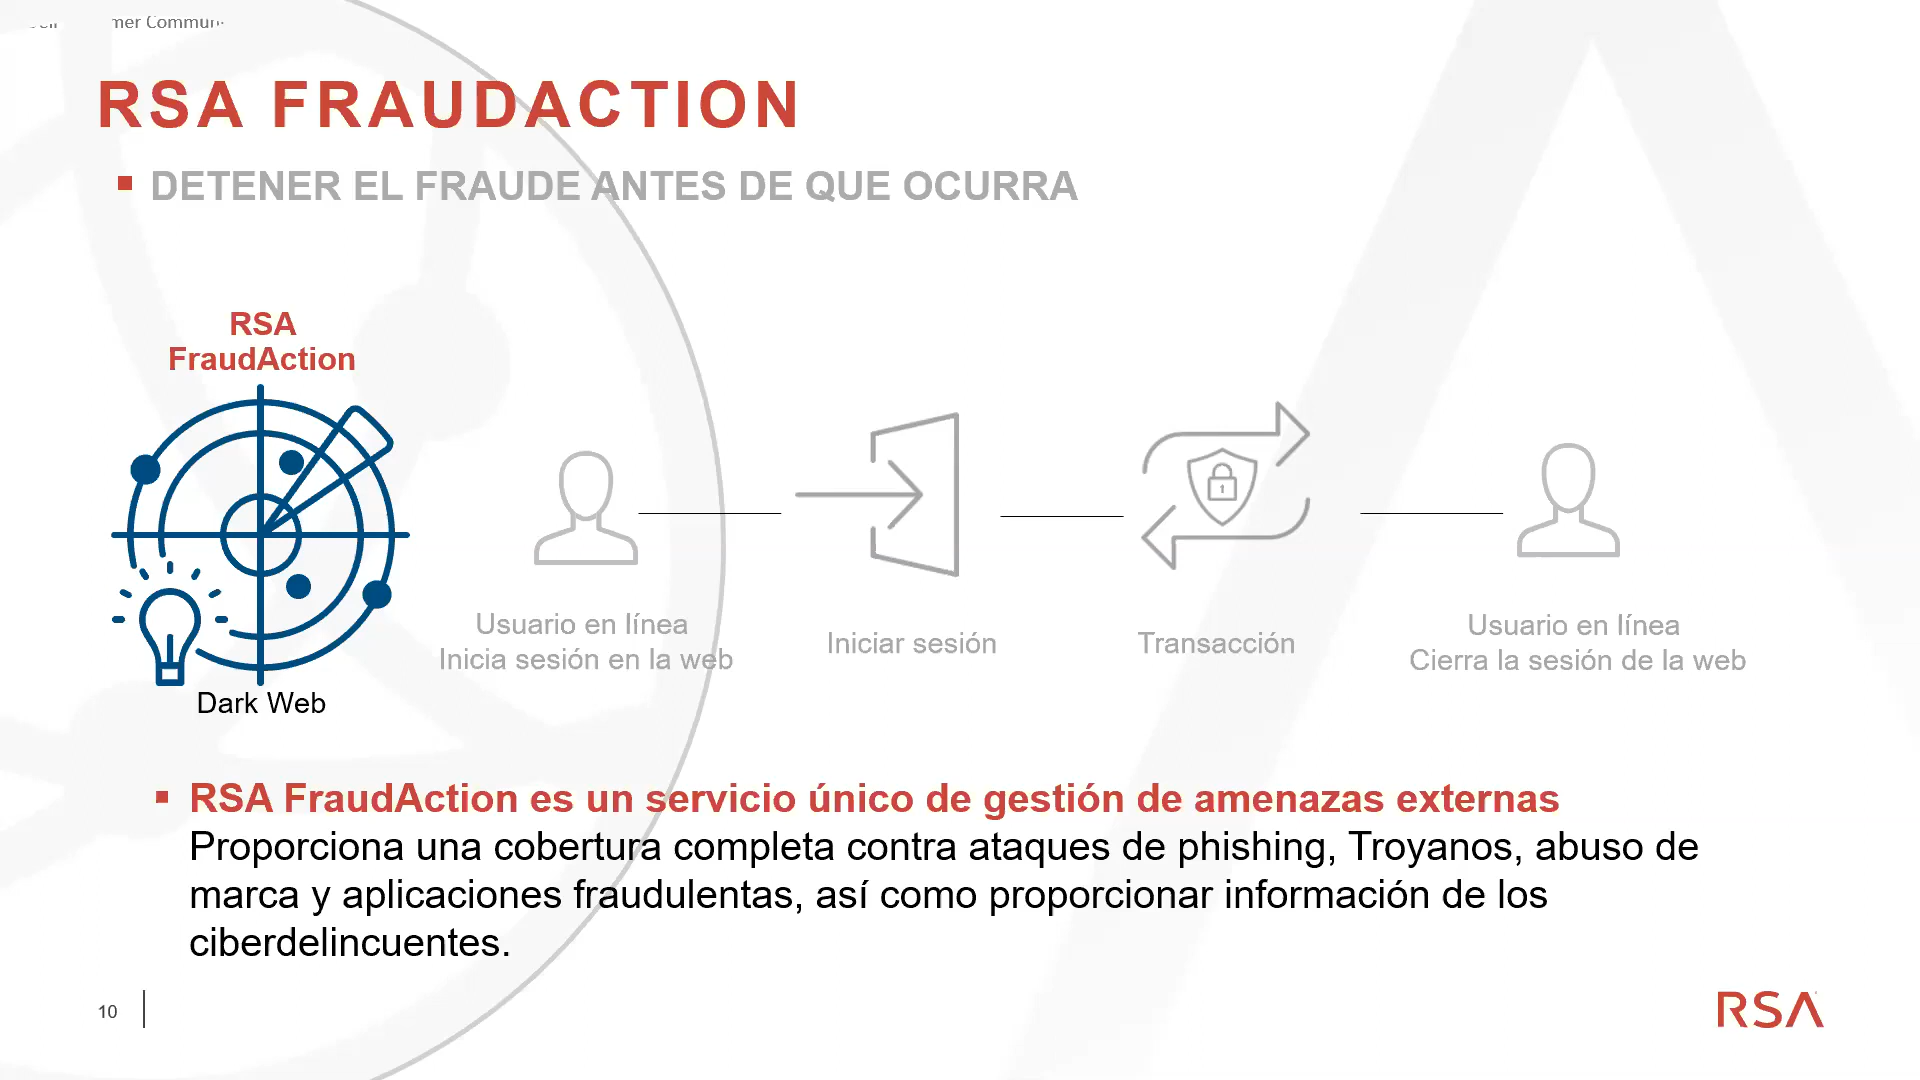 RSA FRAUDACTION
DETENER EL FRAUDE ANTES DE QUE OCURRA
RSA
FraudAction
Dark Web
Usuario en línea
Inicia sesión en la web
Iniciar sesión
Transacción
Usuario en línea
Cierra la sesión de la web
RSA FraudAction es un servicio único de gestión de amenazas externas
Proporciona una cobertura completa contra ataques de phishing, Troyanos, abuso de
marca y aplicaciones fraudulentas, así como proporcionar información de los
ciberdelincuentes.
10
RSA